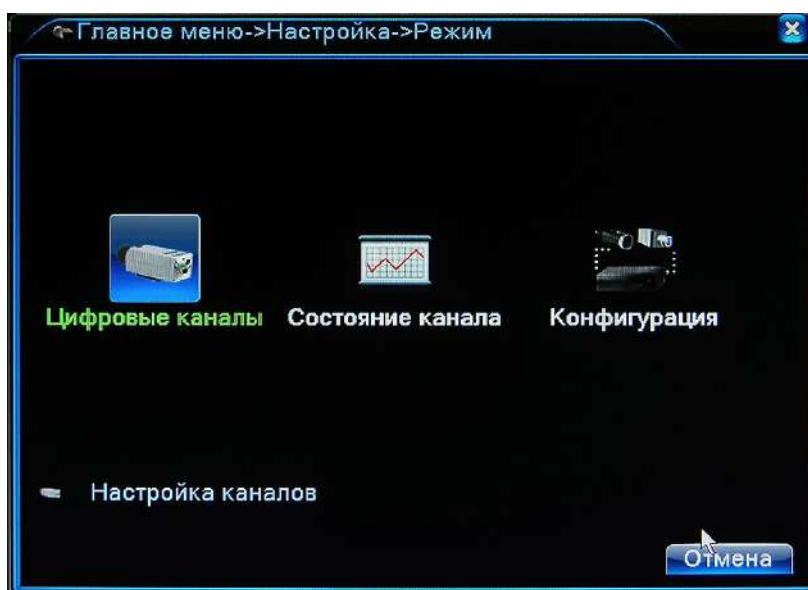 Главное меню->Настройка->Режим
Цифровые каналы
Состояние канала
Конфигурация
Настройка каналов
Отмена